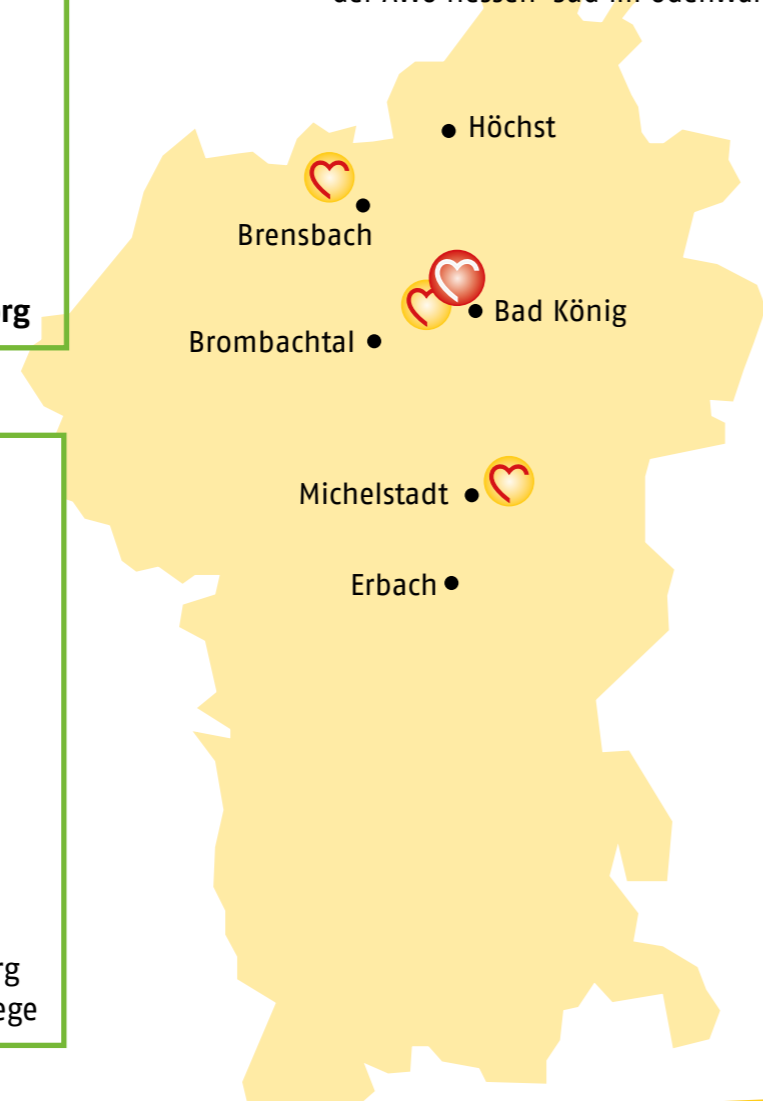 Höchst
Brensbach
rg
Bad König
Brombachtal
Michelstadt
Erbach
rg
ege